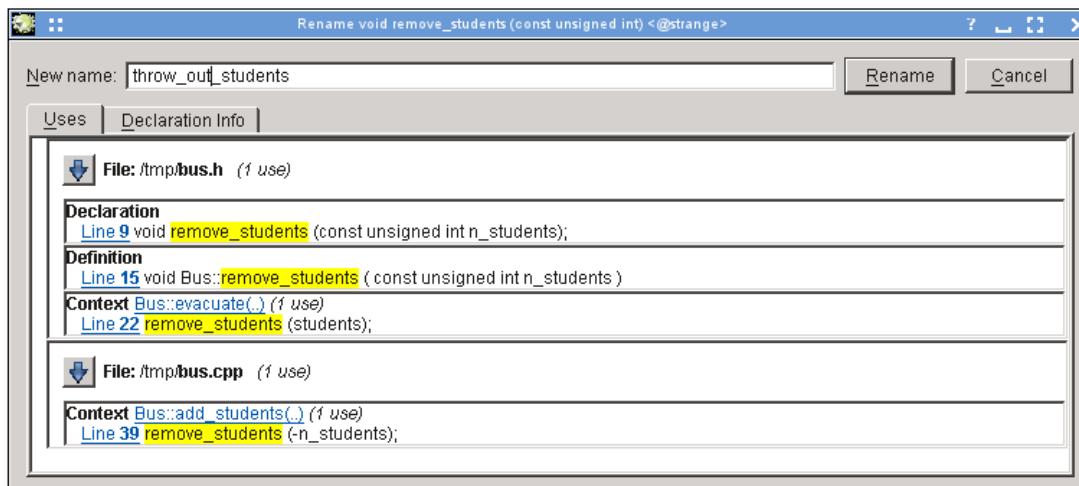 Rename void remove_students (const unsigned int) <@strange>
New name: throw_out_students Rename Cancel
Uses Declaration Info
File: /tmp/bus.h (1 use)
Declaration
Line 9 void remove_students (const unsigned int n_students);
Definition
Line 15 void Bus::remove_students ( const unsigned int n_students )
Context Bus::evacuate(..) (1 use)
Line 22 remove_students (students);
File: /tmp/bus.cpp (1 use)
Context Bus::add_students(..) (1 use)
Line 39 remove_students (-n_students);